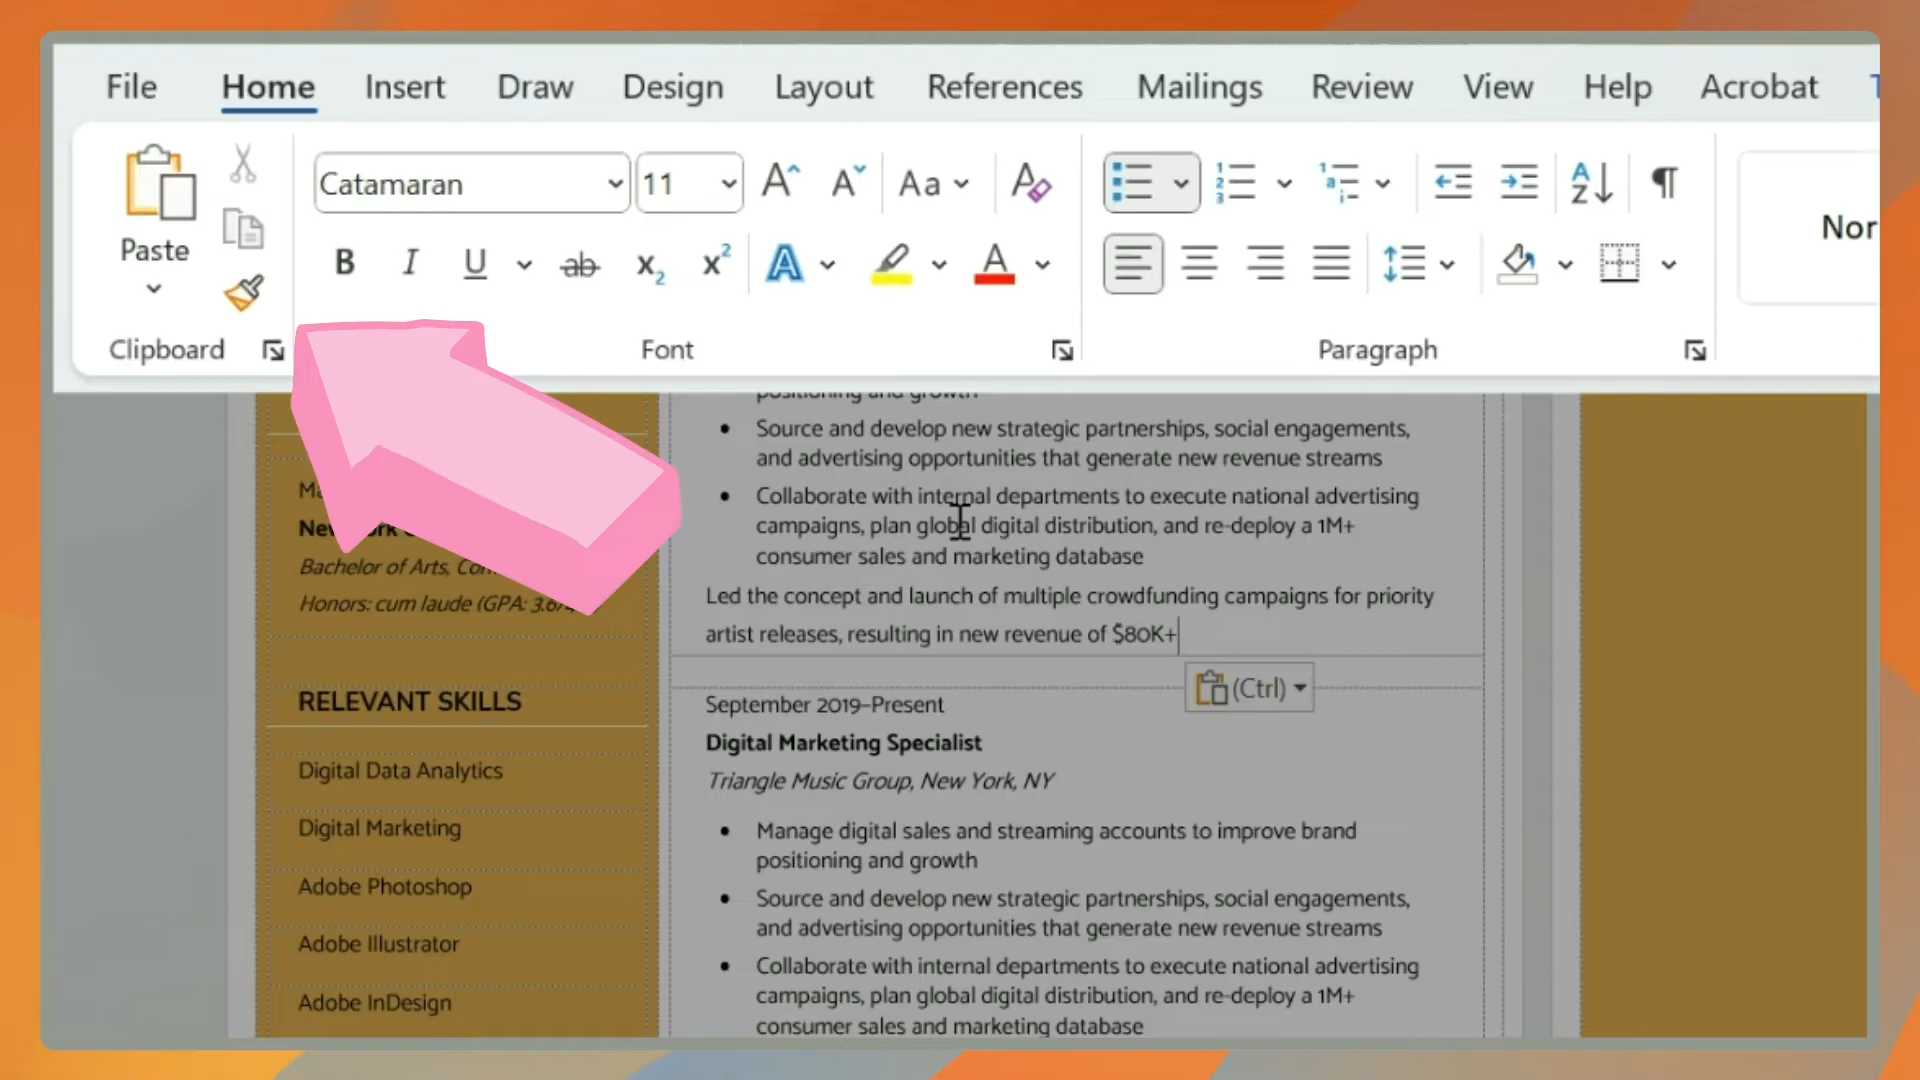 File Home Insert Draw Design Layout References Mailings Review View Help Acrobat
Paste
Catamaran 11
Aa
B I U ab x2 x2 A A
Nor
Clipboard Font Paragraph
positioning and growth
• Source and develop new strategic partnerships, social engagements,
and advertising opportunities that generate new revenue streams
• Collaborate with internal departments to execute national advertising
campaigns, plan global digital distribution, and re-deploy a 1M+
consumer sales and marketing database
Led the concept and launch of multiple crowdfunding campaigns for priority
artist releases, resulting in new revenue of $80K+
(Ctrl)
Bachelor of Arts,
Honors: cum laude (GPA:
RELEVANT SKILLS
Digital Data Analytics
Digital Marketing
Adobe Photoshop
Adobe Illustrator
Adobe InDesign
September 2019–Present
Digital Marketing Specialist
Triangle Music Group, New York, NY
• Manage digital sales and streaming accounts to improve brand
positioning and growth
• Source and develop new strategic partnerships, social engagements,
and advertising opportunities that generate new revenue streams
• Collaborate with internal departments to execute national advertising
campaigns, plan global digital distribution, and re-deploy a 1M+
consumer sales and marketing database